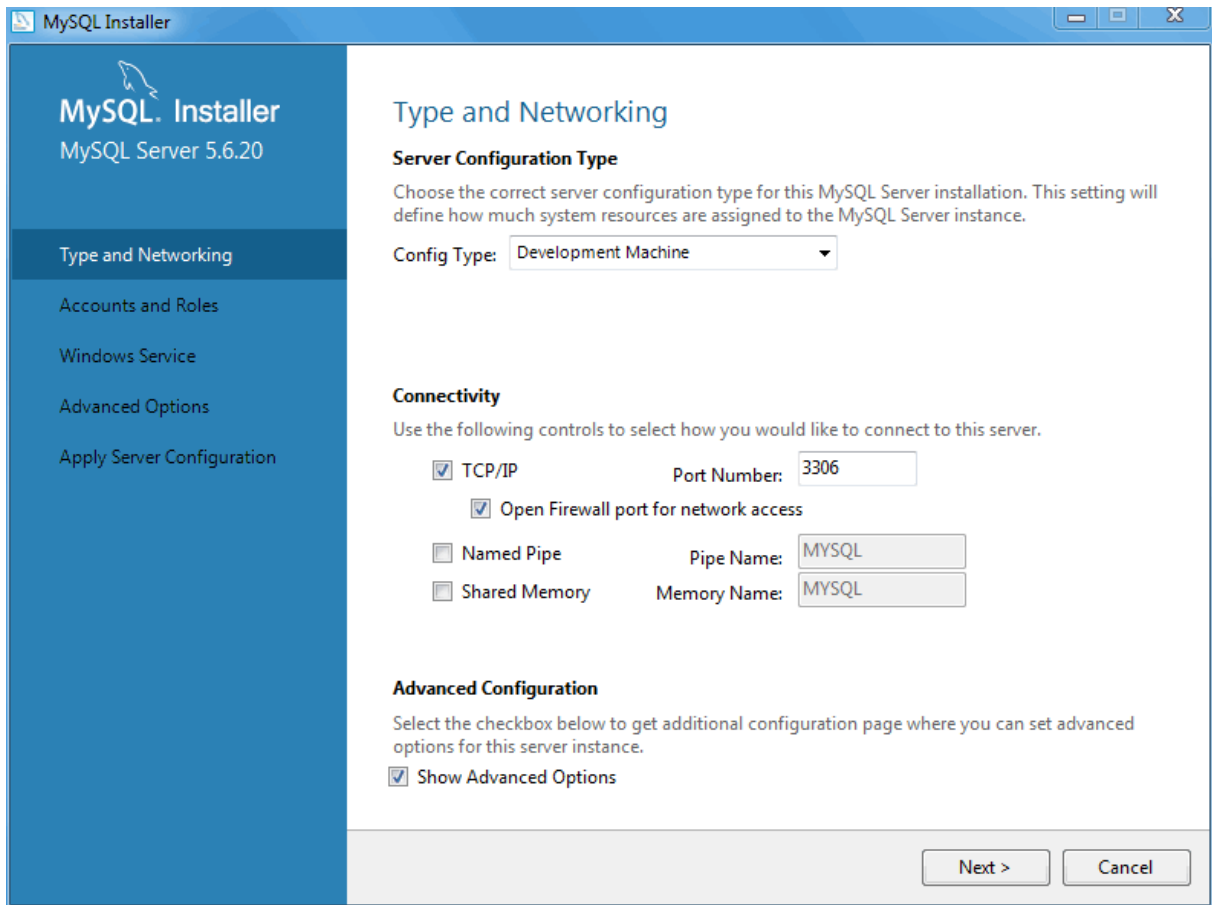 MySQL Installer
MySQL. Installer
MySQL Server 5.6.20
Type and Networking
Accounts and Roles
Windows Service
Advanced Options
Apply Server Configuration
Type and Networking
Server Configuration Type
Choose the correct server configuration type for this MySQL Server installation. This setting will
define how much system resources are assigned to the MySQL Server instance.
Config Type: Development Machine
Connectivity
Use the following controls to select how you would like to connect to this server.
TCP/IP Port Number: 3306
Open Firewall port for network access
Named Pipe Pipe Name: MYSQL
Shared Memory Memory Name: MYSQL
Advanced Configuration
Select the checkbox below to get additional configuration page where you can set advanced
options for this server instance.
Show Advanced Options
Next > Cancel